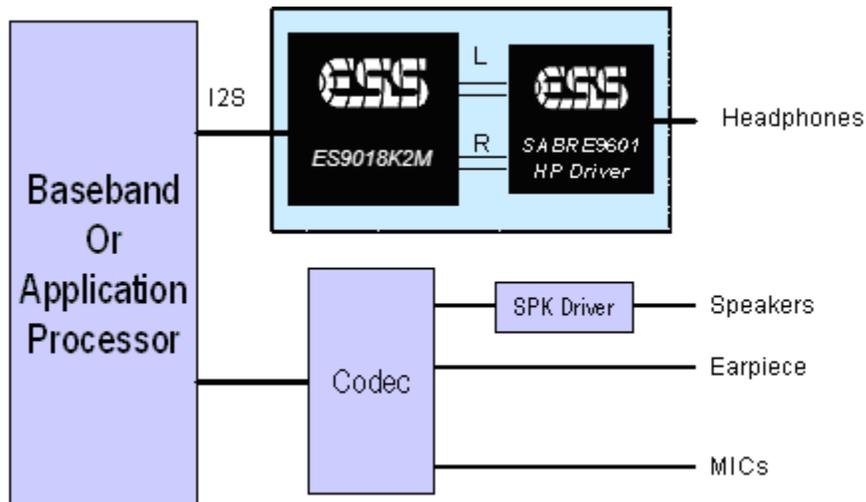 Baseband
Or
Application
Processor
I2S
ESS
ES9018K2M
L
R
ESS
SABRE9601
HP Driver
Headphones
Codec
SPK Driver
Speakers
Earpiece
MICs